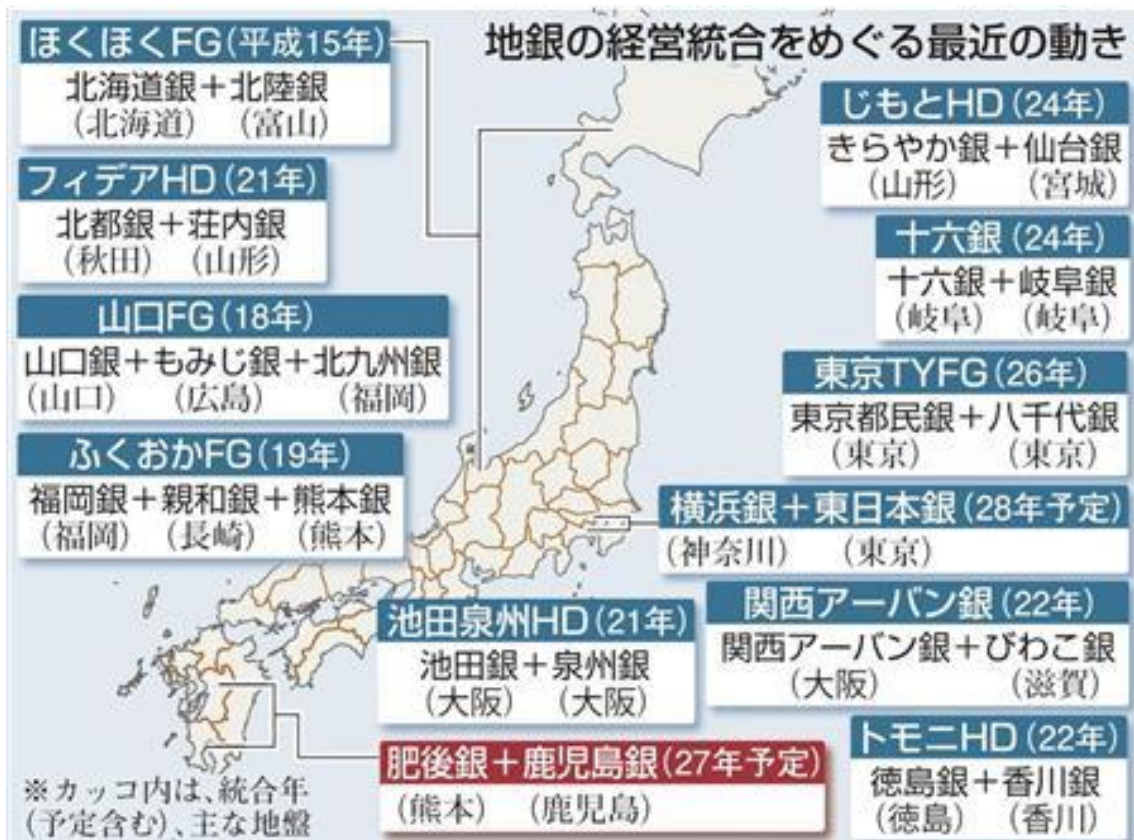 地銀の経営統合をめぐる最近の動き
ほくほくFG(平成15年)
北海道銀+北陸銀
(北海道) (富山)
フィデアHD(21年)
北都銀+荘内銀
(秋田) (山形)
山口FG(18年)
山口銀+もみじ銀+北九州銀
(山口) (広島) (福岡)
ふくおかFG(19年)
福岡銀+親和銀+熊本銀
(福岡) (長崎) (熊本)
じもとHD(24年)
きらやか銀+仙台銀
(山形) (宮城)
十六銀(24年)
十六銀+岐阜銀
(岐阜) (岐阜)
東京TYFG(26年)
東京都民銀+八千代銀
(東京) (東京)
横浜銀+東日本銀(28年予定)
(神奈川) (東京)
関西アーバン銀(22年)
関西アーバン銀+びわこ銀
(大阪) (滋賀)
池田泉州HD(21年)
池田銀+泉州銀
(大阪) (大阪)
トモニHD(22年)
徳島銀+香川銀
(徳島) (香川)
肥後銀+鹿児島銀(27年予定)
(熊本) (鹿児島)
※カッコ内は、統合年
(予定含む)、主な地盤